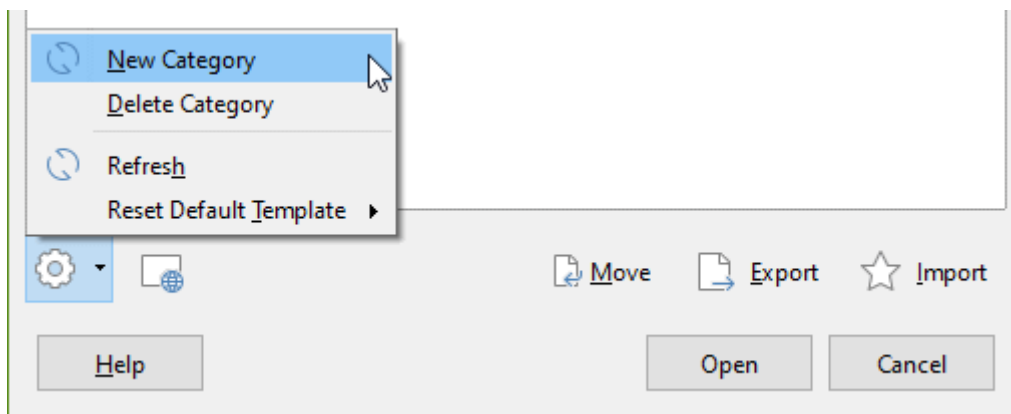 New Category
Delete Category
Refresh
Reset Default Template
Move Export Import
Help Open Cancel